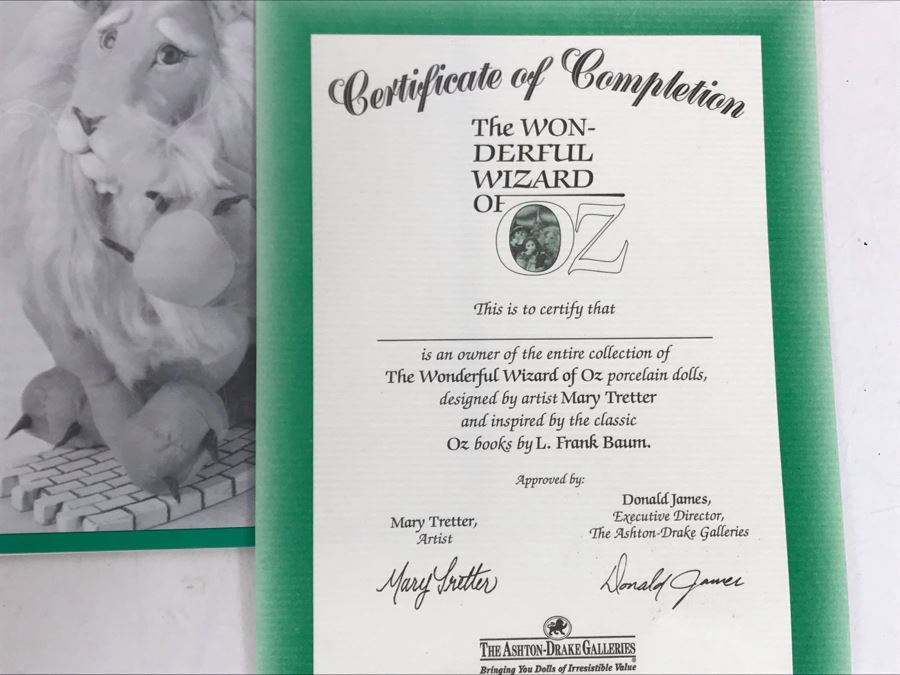 Certificate of Completion
The WON-
DERFUL
WIZARD
OF OZ
This is to certify that
is an owner of the entire collection of
The Wonderful Wizard of Oz porcelain dolls,
designed by artist Mary Tretter
and inspired by the classic
Oz books by L. Frank Baum.
Approved by:
Mary Tretter,
Artist
Donald James,
Executive Director,
The Ashton-Drake Galleries
Mary Tretter
Donald James
THE ASHTON-DRAKE GALLERIES®
Bringing You Dolls of Irresistible Value